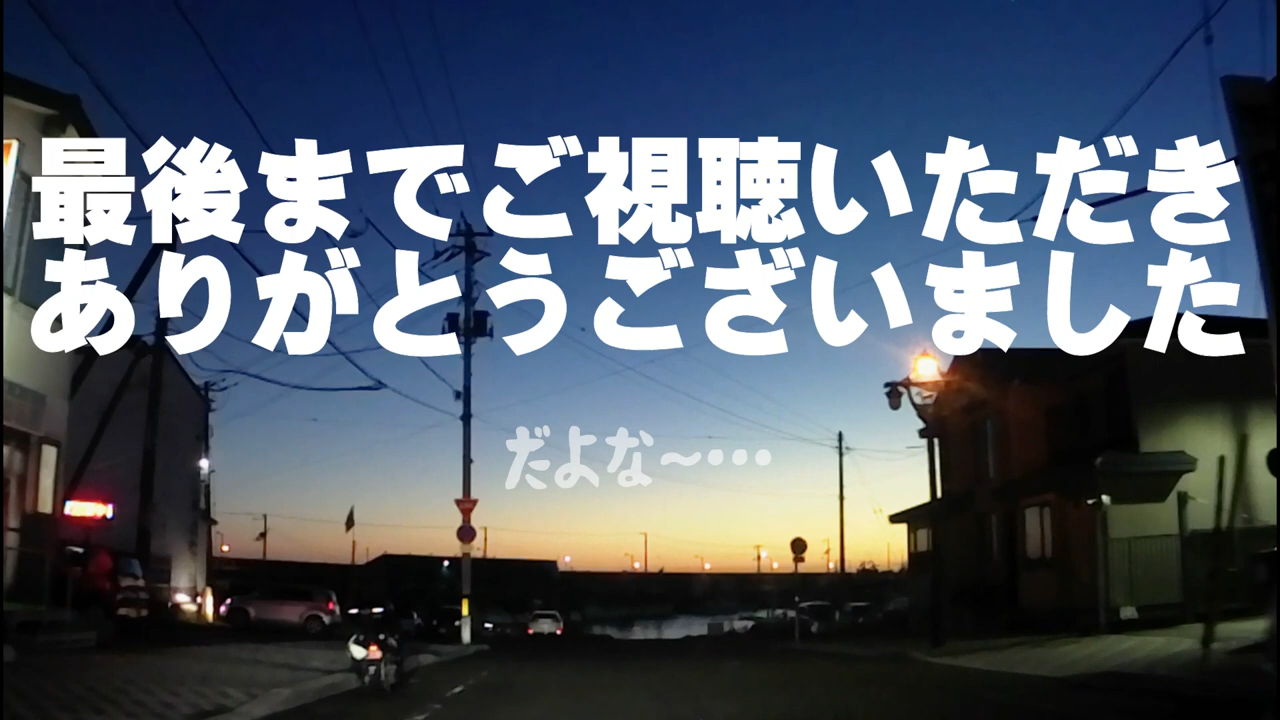 最後までご視聴いただき
ありがとうございました
だよな〜…